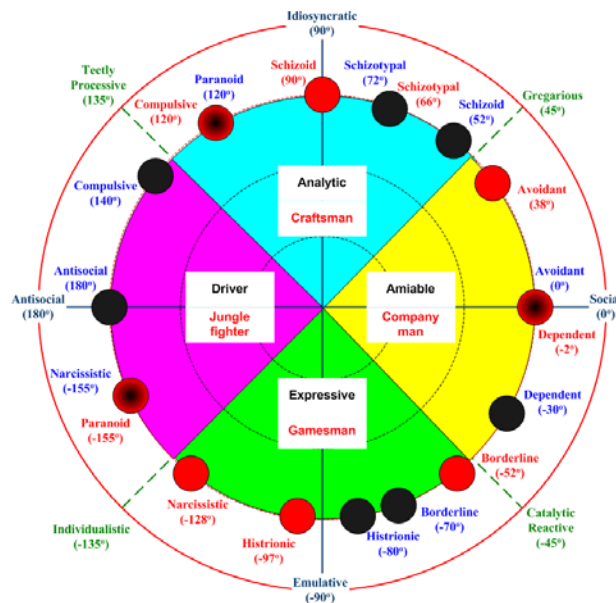 Idiosyncratic
(90°)
Teetly
Processive
(135°)
Compulsive
(120°)
Paranoid
(120°)
Schizoid
(90°)
Schizotypal
(72°)
Schizotypal
(66°)
Schizoid
(52°)
Gregarious
(45°)
Compulsive
(140°)
Analytic
Craftsman
Avoidant
(38°)
Antisocial
(180°)
Antisocial
(180°)
Driver
Jungle
fighter
Amiable
Company
man
Avoidant
(0°)
Social
(0°)
Dependent
(-2°)
Narcissistic
(-155°)
Paranoid
(-155°)
Expressive
Gamesman
Dependent
(-30°)
Borderline
(-52°)
Narcissistic
(-128°)
Histrionic
(-97°)
Histrionic
(-80°)
Borderline
(-70°)
Individualistic
(-135°)
Catalytic
Reactive
(-45°)
Emulative
(-90°)